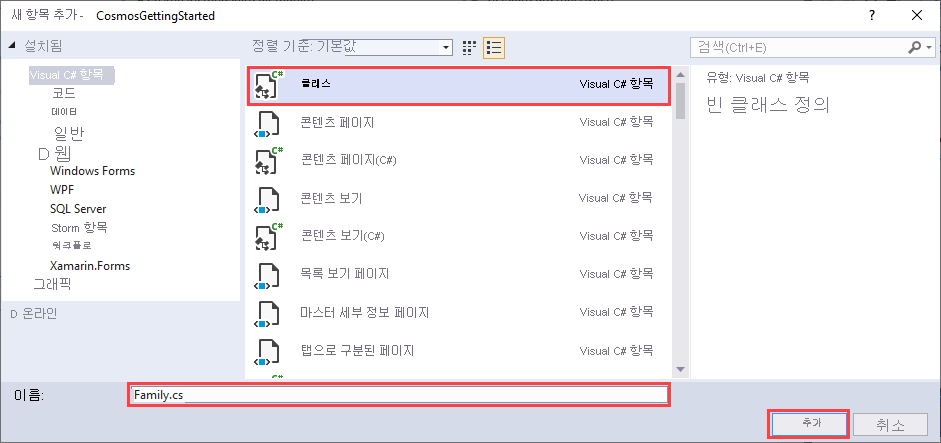 새 항목 추가 - CosmosGettingStarted
? ×
설치됨
정렬 기준: 기본값
검색(Ctrl+E)
Visual C# 항목
코드
데이터
일반
웹
Windows Forms
WPF
SQL Server
Storm 항목
워크플로
Xamarin.Forms
그래픽
온라인
C# 클래스 Visual C# 항목
콘텐츠 페이지 Visual C# 항목
C# 콘텐츠 페이지(C#) Visual C# 항목
콘텐츠 보기 Visual C# 항목
C# 콘텐츠 보기(C#) Visual C# 항목
목록 보기 페이지 Visual C# 항목
마스터 세부 정보 페이지 Visual C# 항목
탭으로 구분된 페이지 Visual C# 항목
유형: Visual C# 항목
빈 클래스 정의
이름: Family.cs
추가 취소